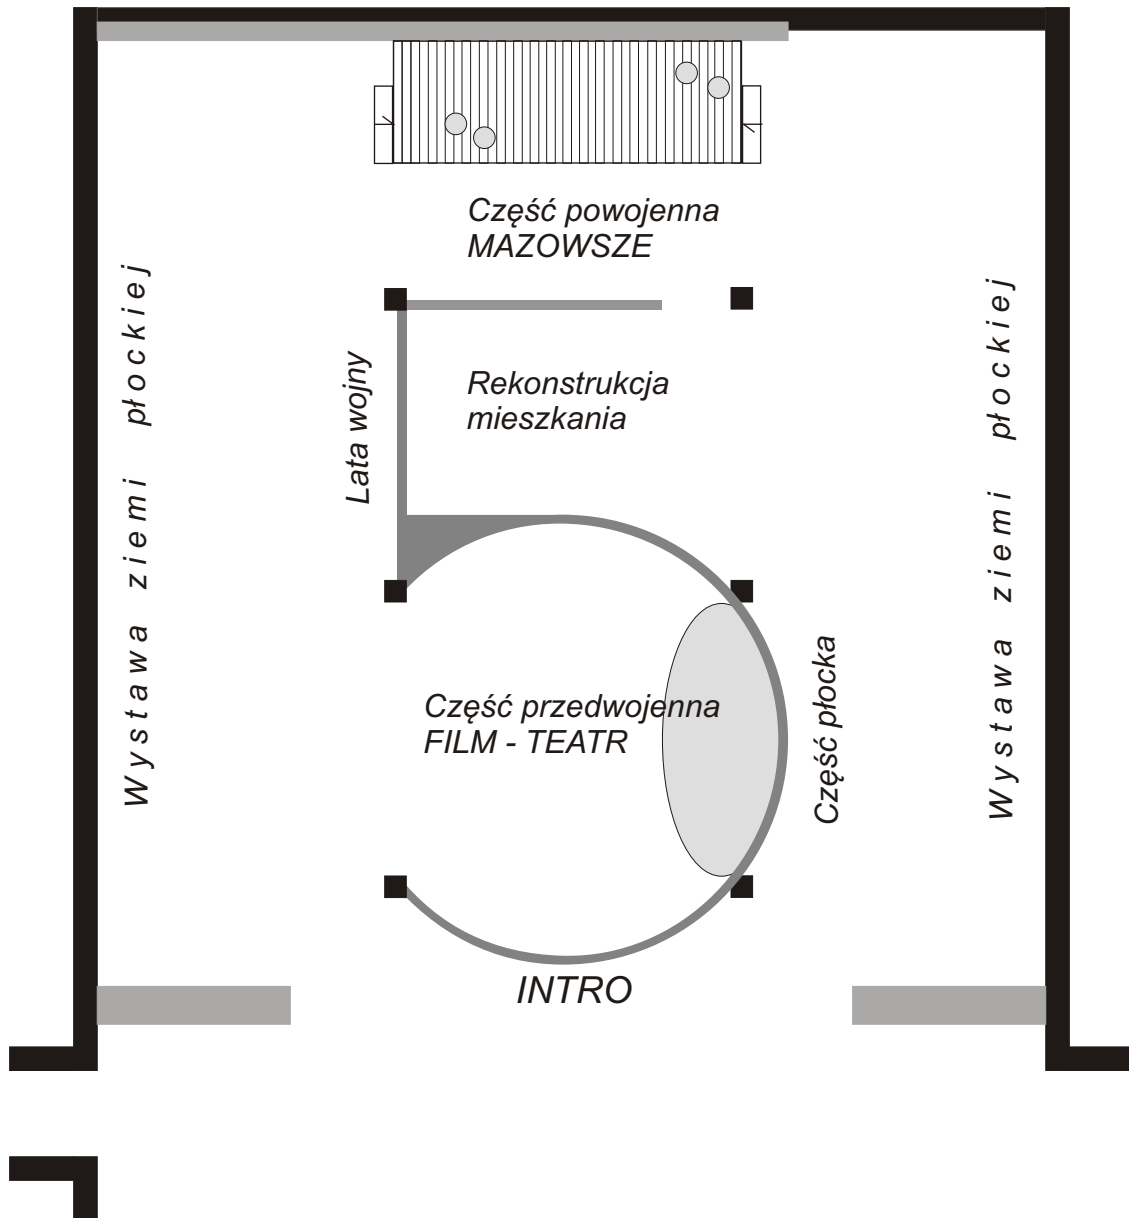 Część powojenna
MAZOWSZE
Wystawa ziemi płockiej
Lata wojny
Rekonstrukcja
mieszkania
Wystawa ziemi płockiej
Część przedwojenna
FILM - TEATR
Część płocka
INTRO